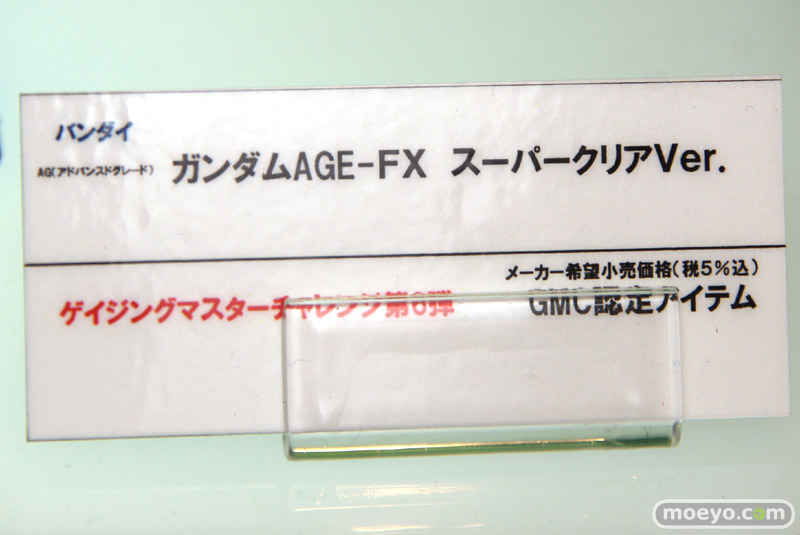 バンダイ
AG(アドバンスドグレード)
ガンダムAGE-FX スーパークリアVer.
メーカー希望小売価格(税5%込)
ゲイジングマスターチャレンジ第6弾
GMC認定アイテム
moeyo.com